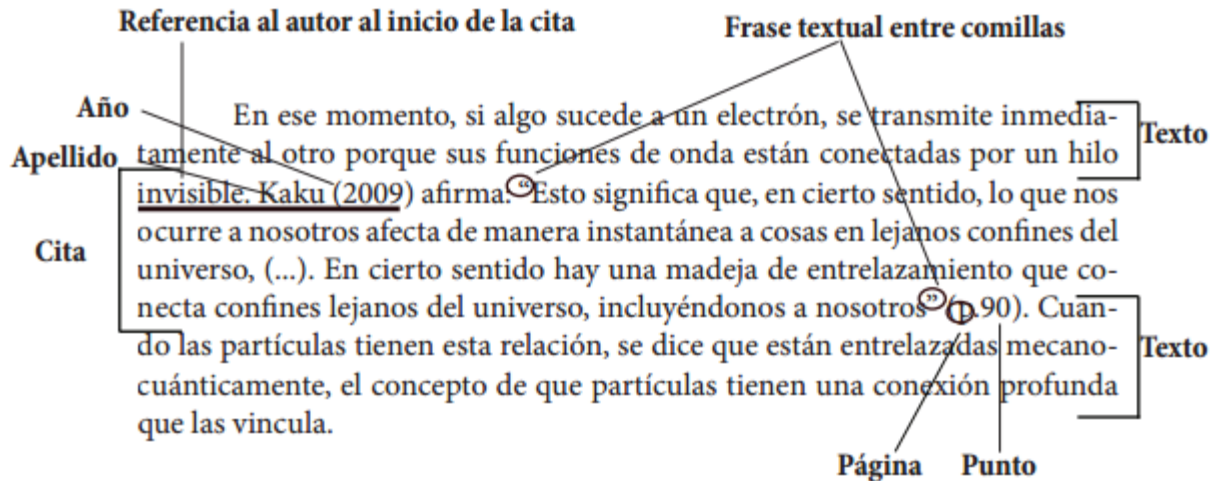 Referencia al autor al inicio de la cita
Frase textual entre comillas
Año
Apellido
Cita
En ese momento, si algo sucede a un electrón, se transmite inmedia-
tamente al otro porque sus funciones de onda están conectadas por un hilo
invisible. Kaku (2009) afirma: “Esto significa que, en cierto sentido, lo que nos
ocurre a nosotros afecta de manera instantánea a cosas en lejanos confines del
universo, (...). En cierto sentido hay una madeja de entrelazamiento que co-
necta confines lejanos del universo, incluyéndonos a nosotros” (p.90). Cuan-
do las partículas tienen esta relación, se dice que están entrelazadas mecano-
cuánticamente, el concepto de que partículas tienen una conexión profunda
que las vincula.
Texto
Texto
Página
Punto